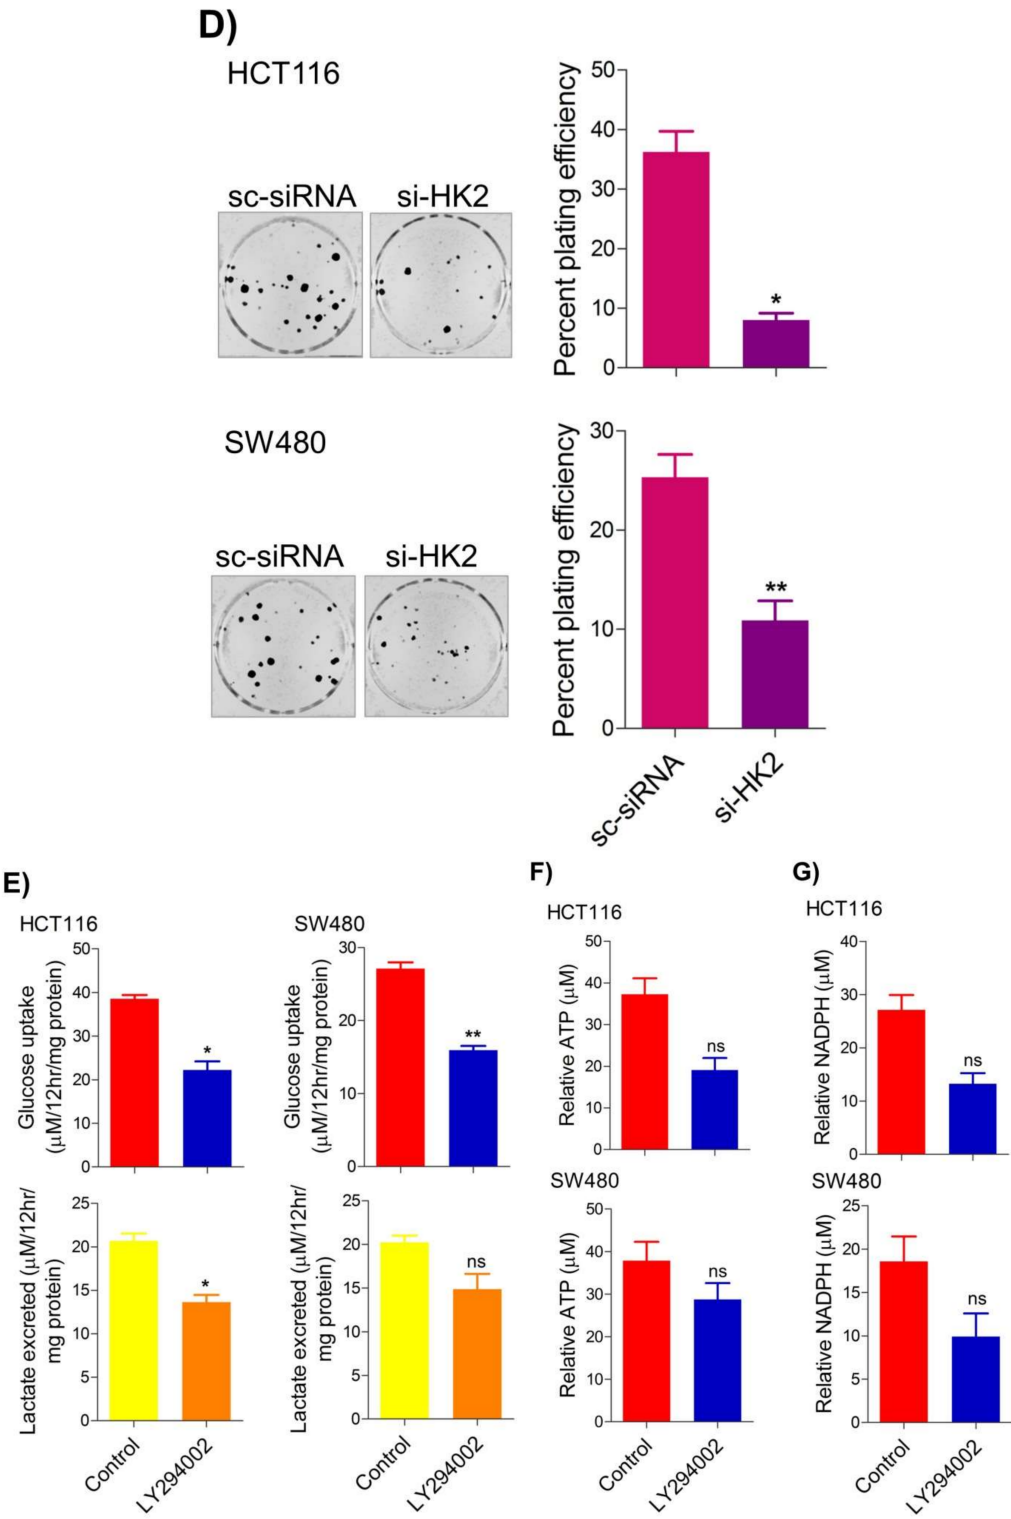 D)
HCT116
sc-siRNA si-HK2
Percent plating efficiency
50
40
30
20
10
0
*
SW480
sc-siRNA si-HK2
Percent plating efficiency
30
20
10
0
**
sc-siRNA
si-HK2
E)
HCT116
Glucose uptake
(µM/12hr/mg protein)
50
40
30
20
10
0
*
SW480
Glucose uptake
(µM/12hr/mg protein)
30
20
10
0
**
Lactate excreted (µM/12hr/
mg protein)
25
20
15
10
5
0
*
Control
LY294002
Lactate excreted (µM/12hr/
mg protein)
25
20
15
10
5
0
ns
Control
LY294002
F)
HCT116
Relative ATP (µM)
50
40
30
20
10
0
ns
SW480
Relative ATP (µM)
50
40
30
20
10
0
ns
Control
LY294002
G)
HCT116
Relative NADPH (µM)
40
30
20
10
0
ns
SW480
Relative NADPH (µM)
25
20
15
10
5
0
ns
Control
LY294002